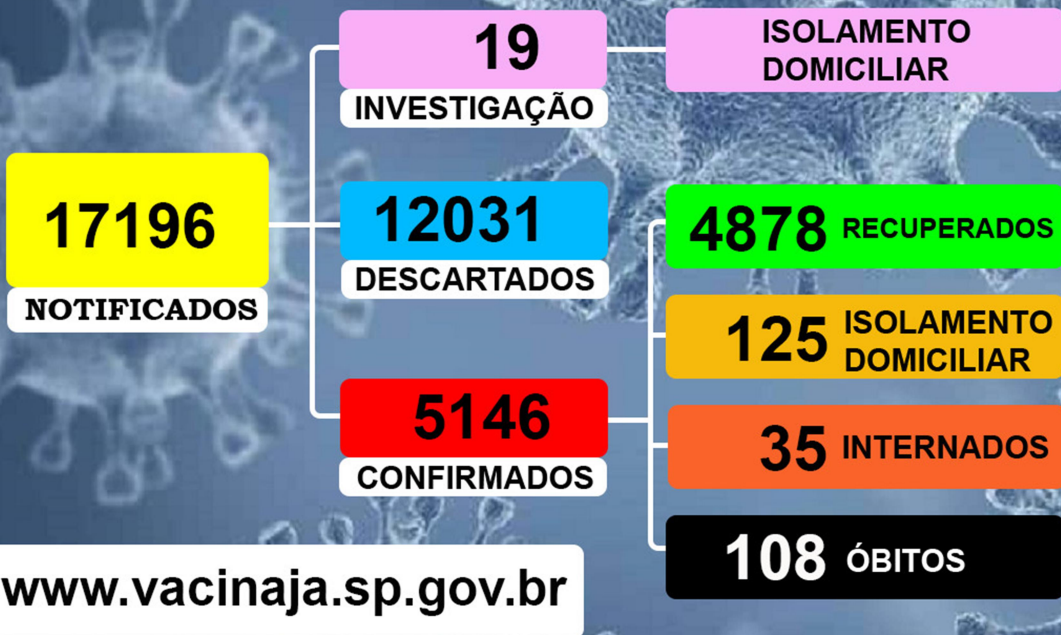 17196
NOTIFICADOS
19
INVESTIGAÇÃO
ISOLAMENTO
DOMICILIAR
12031
DESCARTADOS
5146
CONFIRMADOS
4878 RECUPERADOS
125 ISOLAMENTO
DOMICILIAR
35 INTERNADOS
108 ÓBITOS
www.vacinaja.sp.gov.br